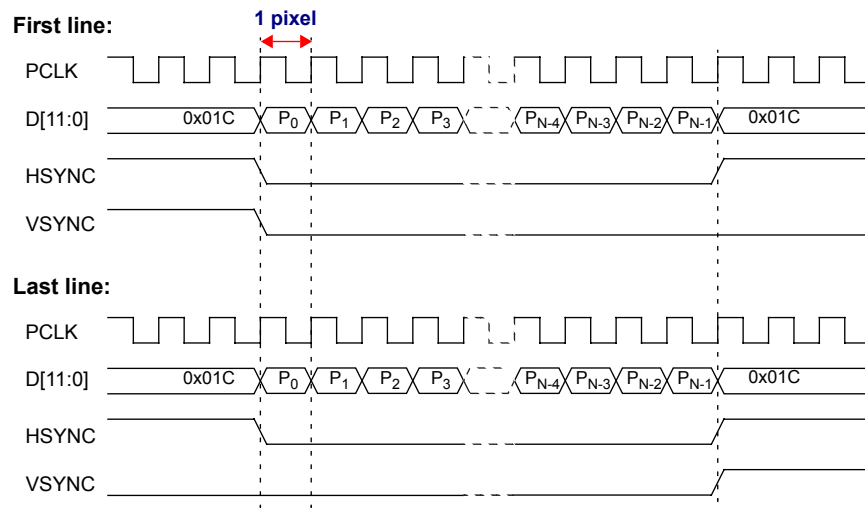 1 pixel
First line:
PCLK
D[11:0] 0x01C P0 P1 P2 P3 PN-4 PN-3 PN-2 PN-1 0x01C
HSYNC
VSYNC
Last line:
PCLK
D[11:0] 0x01C P0 P1 P2 P3 PN-4 PN-3 PN-2 PN-1 0x01C
HSYNC
VSYNC